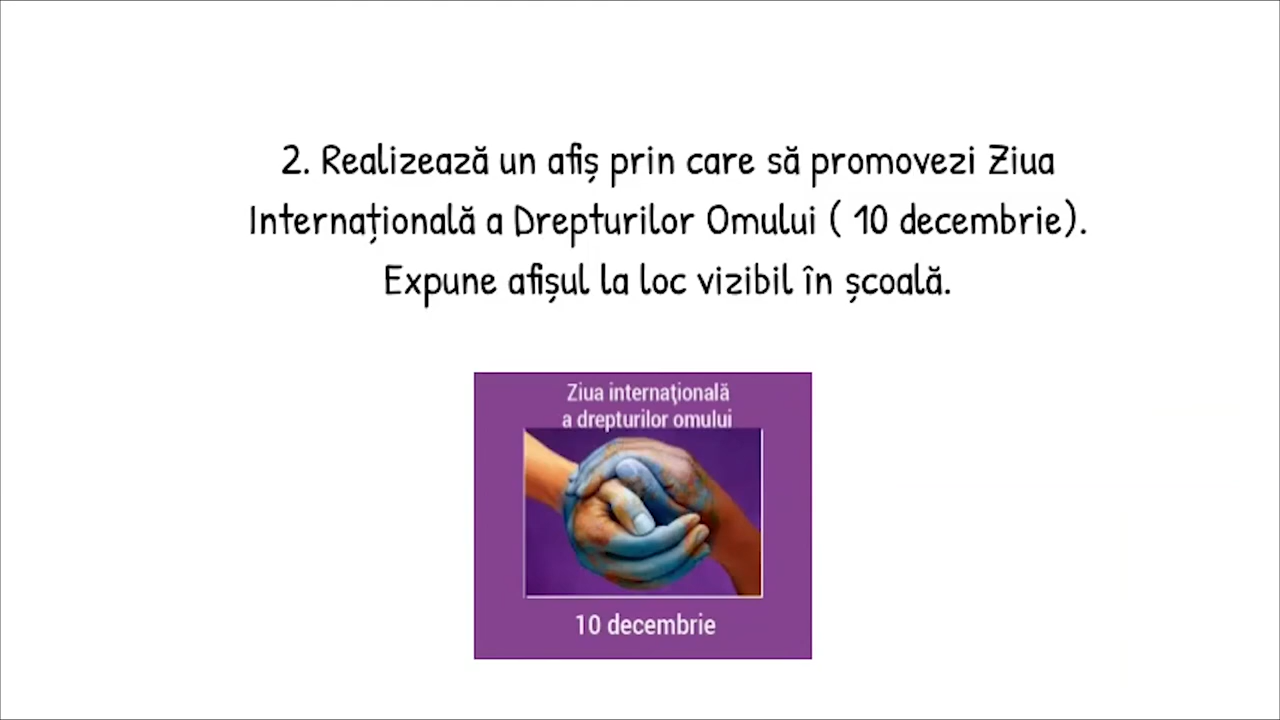 2. Realizează un afiș prin care să promovezi Ziua
Internațională a Drepturilor Omului ( 10 decembrie).
Expune afișul la loc vizibil în școală.
Ziua internaţională
a drepturilor omului
10 decembrie